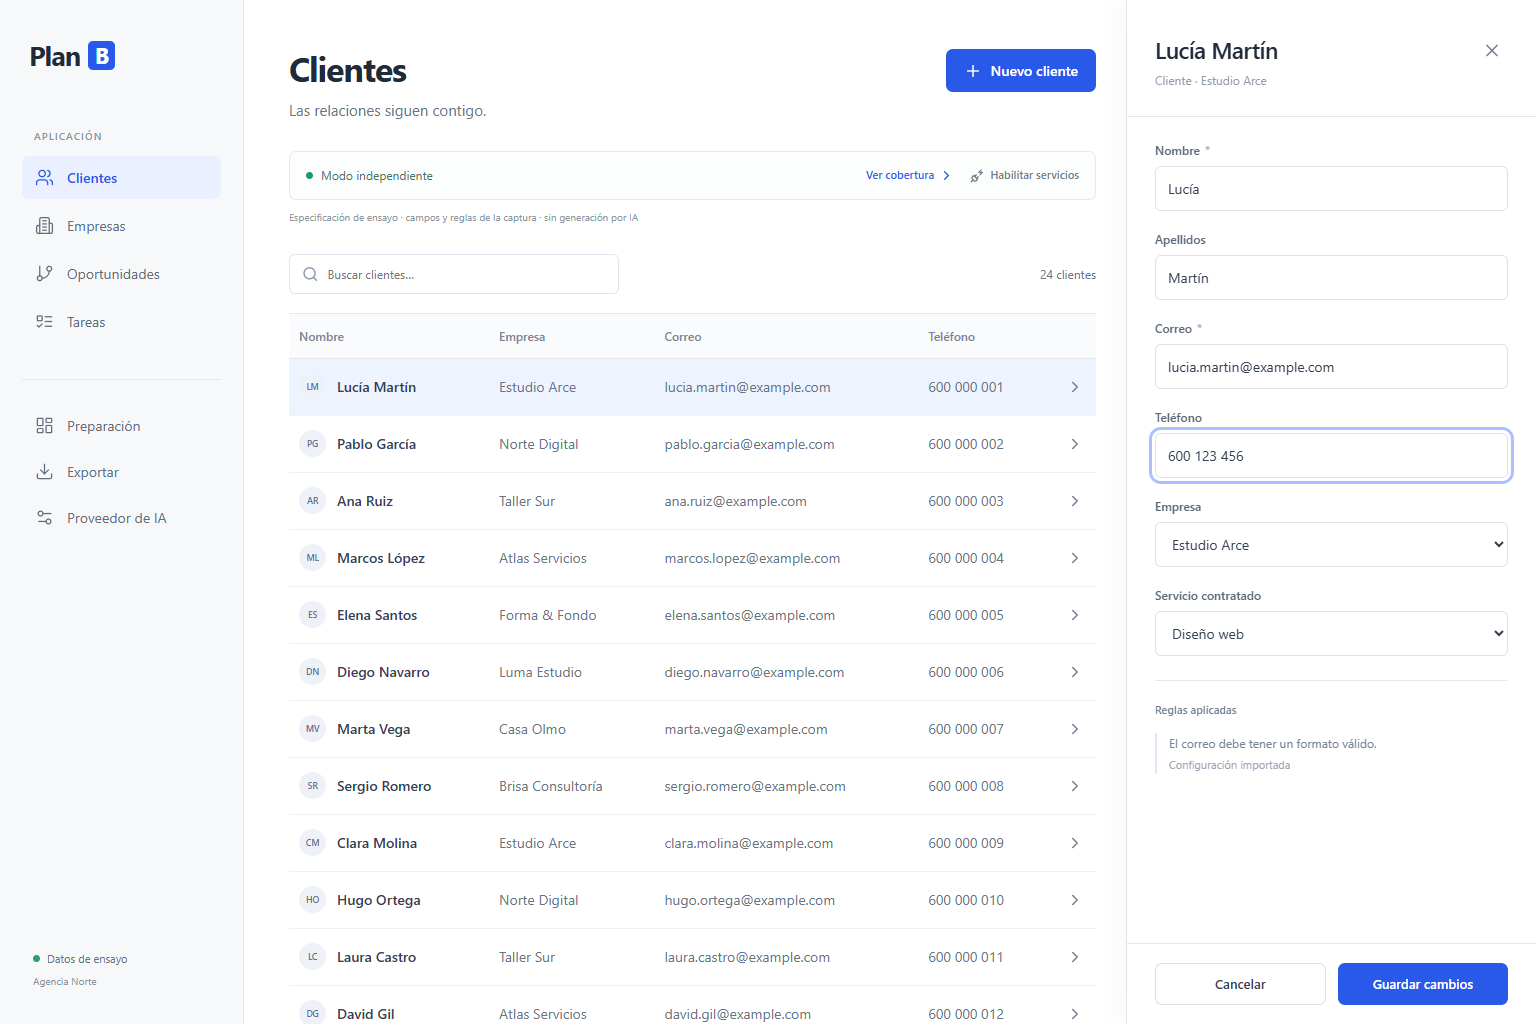 Plan B
APLICACIÓN
Clientes
Empresas
Oportunidades
Tareas
Preparación
Exportar
Proveedor de IA
Datos de ensayo
Agencia Norte
Clientes
Nuevo cliente
Las relaciones siguen contigo.
Modo independiente
Ver cobertura
Habilitar servicios
Especificación de ensayo · campos y reglas de la captura · sin generación por IA
Buscar clientes...
24 clientes
Nombre Empresa Correo Teléfono
LM Lucía Martín Estudio Arce lucia.martin@example.com 600 000 001
PG Pablo García Norte Digital pablo.garcia@example.com 600 000 002
AR Ana Ruiz Taller Sur ana.ruiz@example.com 600 000 003
ML Marcos López Atlas Servicios marcos.lopez@example.com 600 000 004
ES Elena Santos Forma & Fondo elena.santos@example.com 600 000 005
DN Diego Navarro Luma Estudio diego.navarro@example.com 600 000 006
MV Marta Vega Casa Olmo marta.vega@example.com 600 000 007
SR Sergio Romero Brisa Consultoría sergio.romero@example.com 600 000 008
CM Clara Molina Estudio Arce clara.molina@example.com 600 000 009
HO Hugo Ortega Norte Digital hugo.ortega@example.com 600 000 010
LC Laura Castro Taller Sur laura.castro@example.com 600 000 011
DG David Gil Atlas Servicios david.gil@example.com 600 000 012
Lucía Martín
Cliente · Estudio Arce
Nombre *
Lucía
Apellidos
Martín
Correo *
lucia.martin@example.com
Teléfono
600 123 456
Empresa
Estudio Arce
Servicio contratado
Diseño web
Reglas aplicadas
El correo debe tener un formato válido.
Configuración importada
Cancelar
Guardar cambios